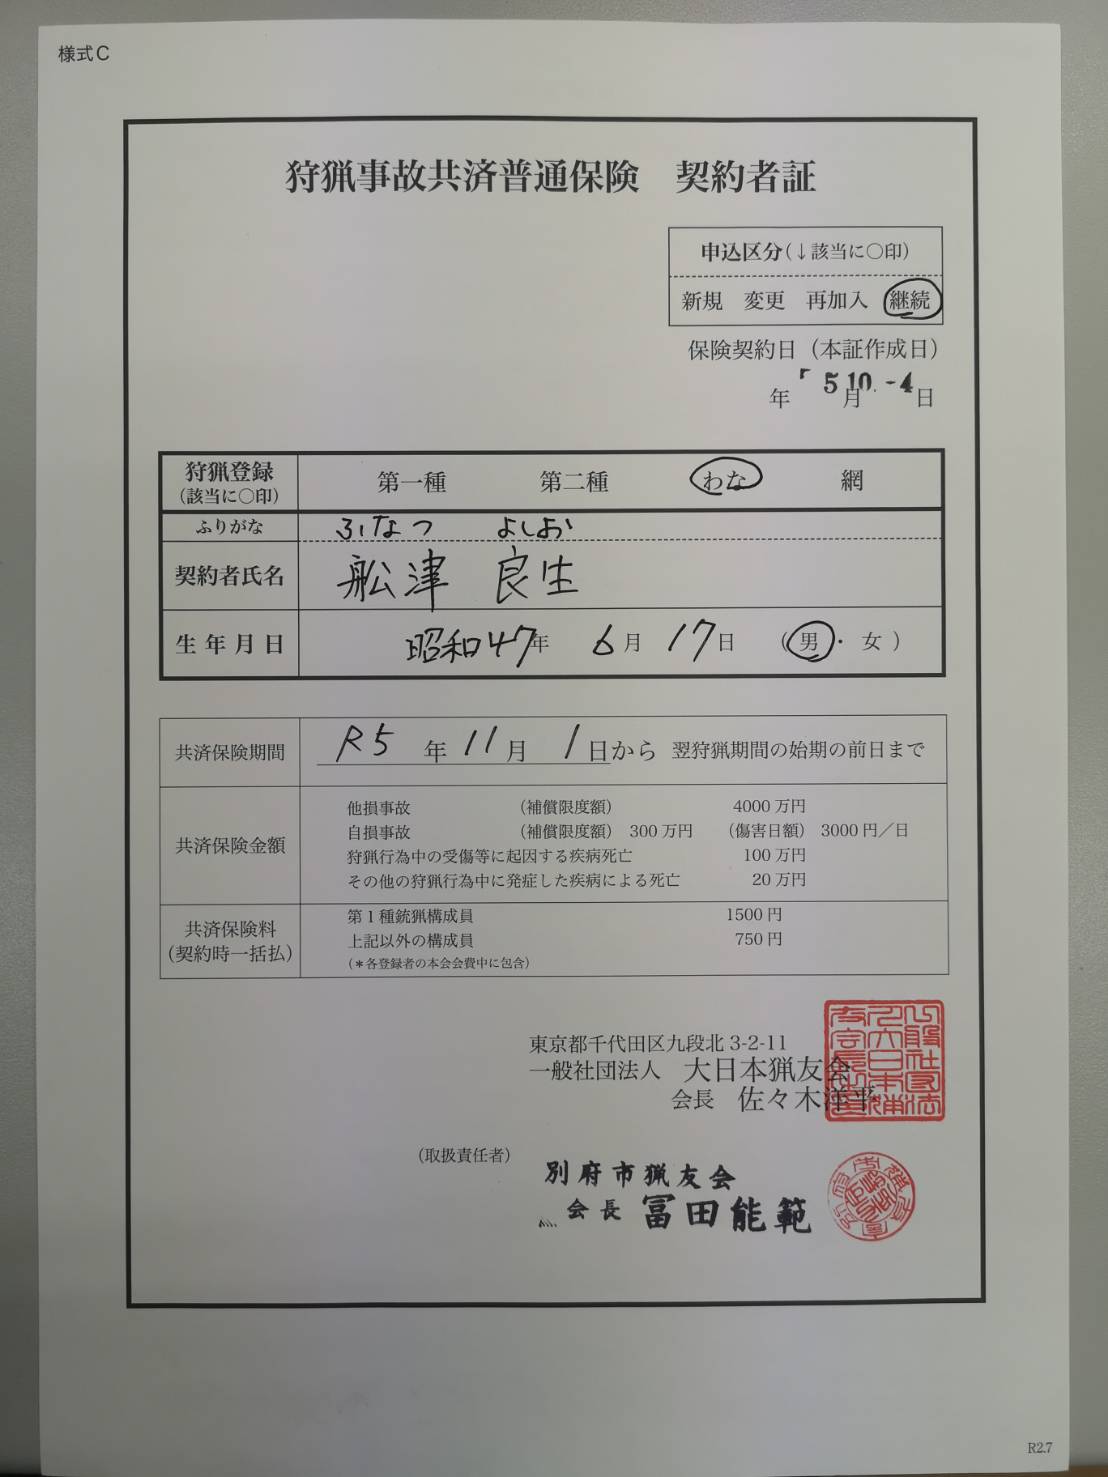 様式C
狩猟事故共済普通保険 契約者証
申込区分(↓該当に○印)
新規 変更 再加入 継続
保険契約日（本証作成日）
5.10.-4
年 月 日
狩猟登録
(該当に○印)
第一種 第二種 わな 網
ふりがな ふなつ よしお
契約者氏名 舩津 良生
生年月日 昭和47年 6月 17日 （男・女）
共済保険期間 R5 年 11月 1日から 翌狩猟期間の始期の前日まで
共済保険金額
他損事故 （補償限度額） 4000万円
自損事故 （補償限度額） 300万円 （傷害日額） 3000円／日
狩猟行為中の受傷等に起因する疾病死亡 100万円
その他の狩猟行為中に発症した疾病による死亡 20万円
共済保険料
(契約時一括払)
第1種銃猟構成員 1500円
上記以外の構成員 750円
（＊各登録者の本会会費中に包含）
東京都千代田区九段北3-2-11
一般社団法人 大日本猟友会
会長 佐々木洋平
（取扱責任者）
別府市猟友会
会長 冨田能範
R2.7